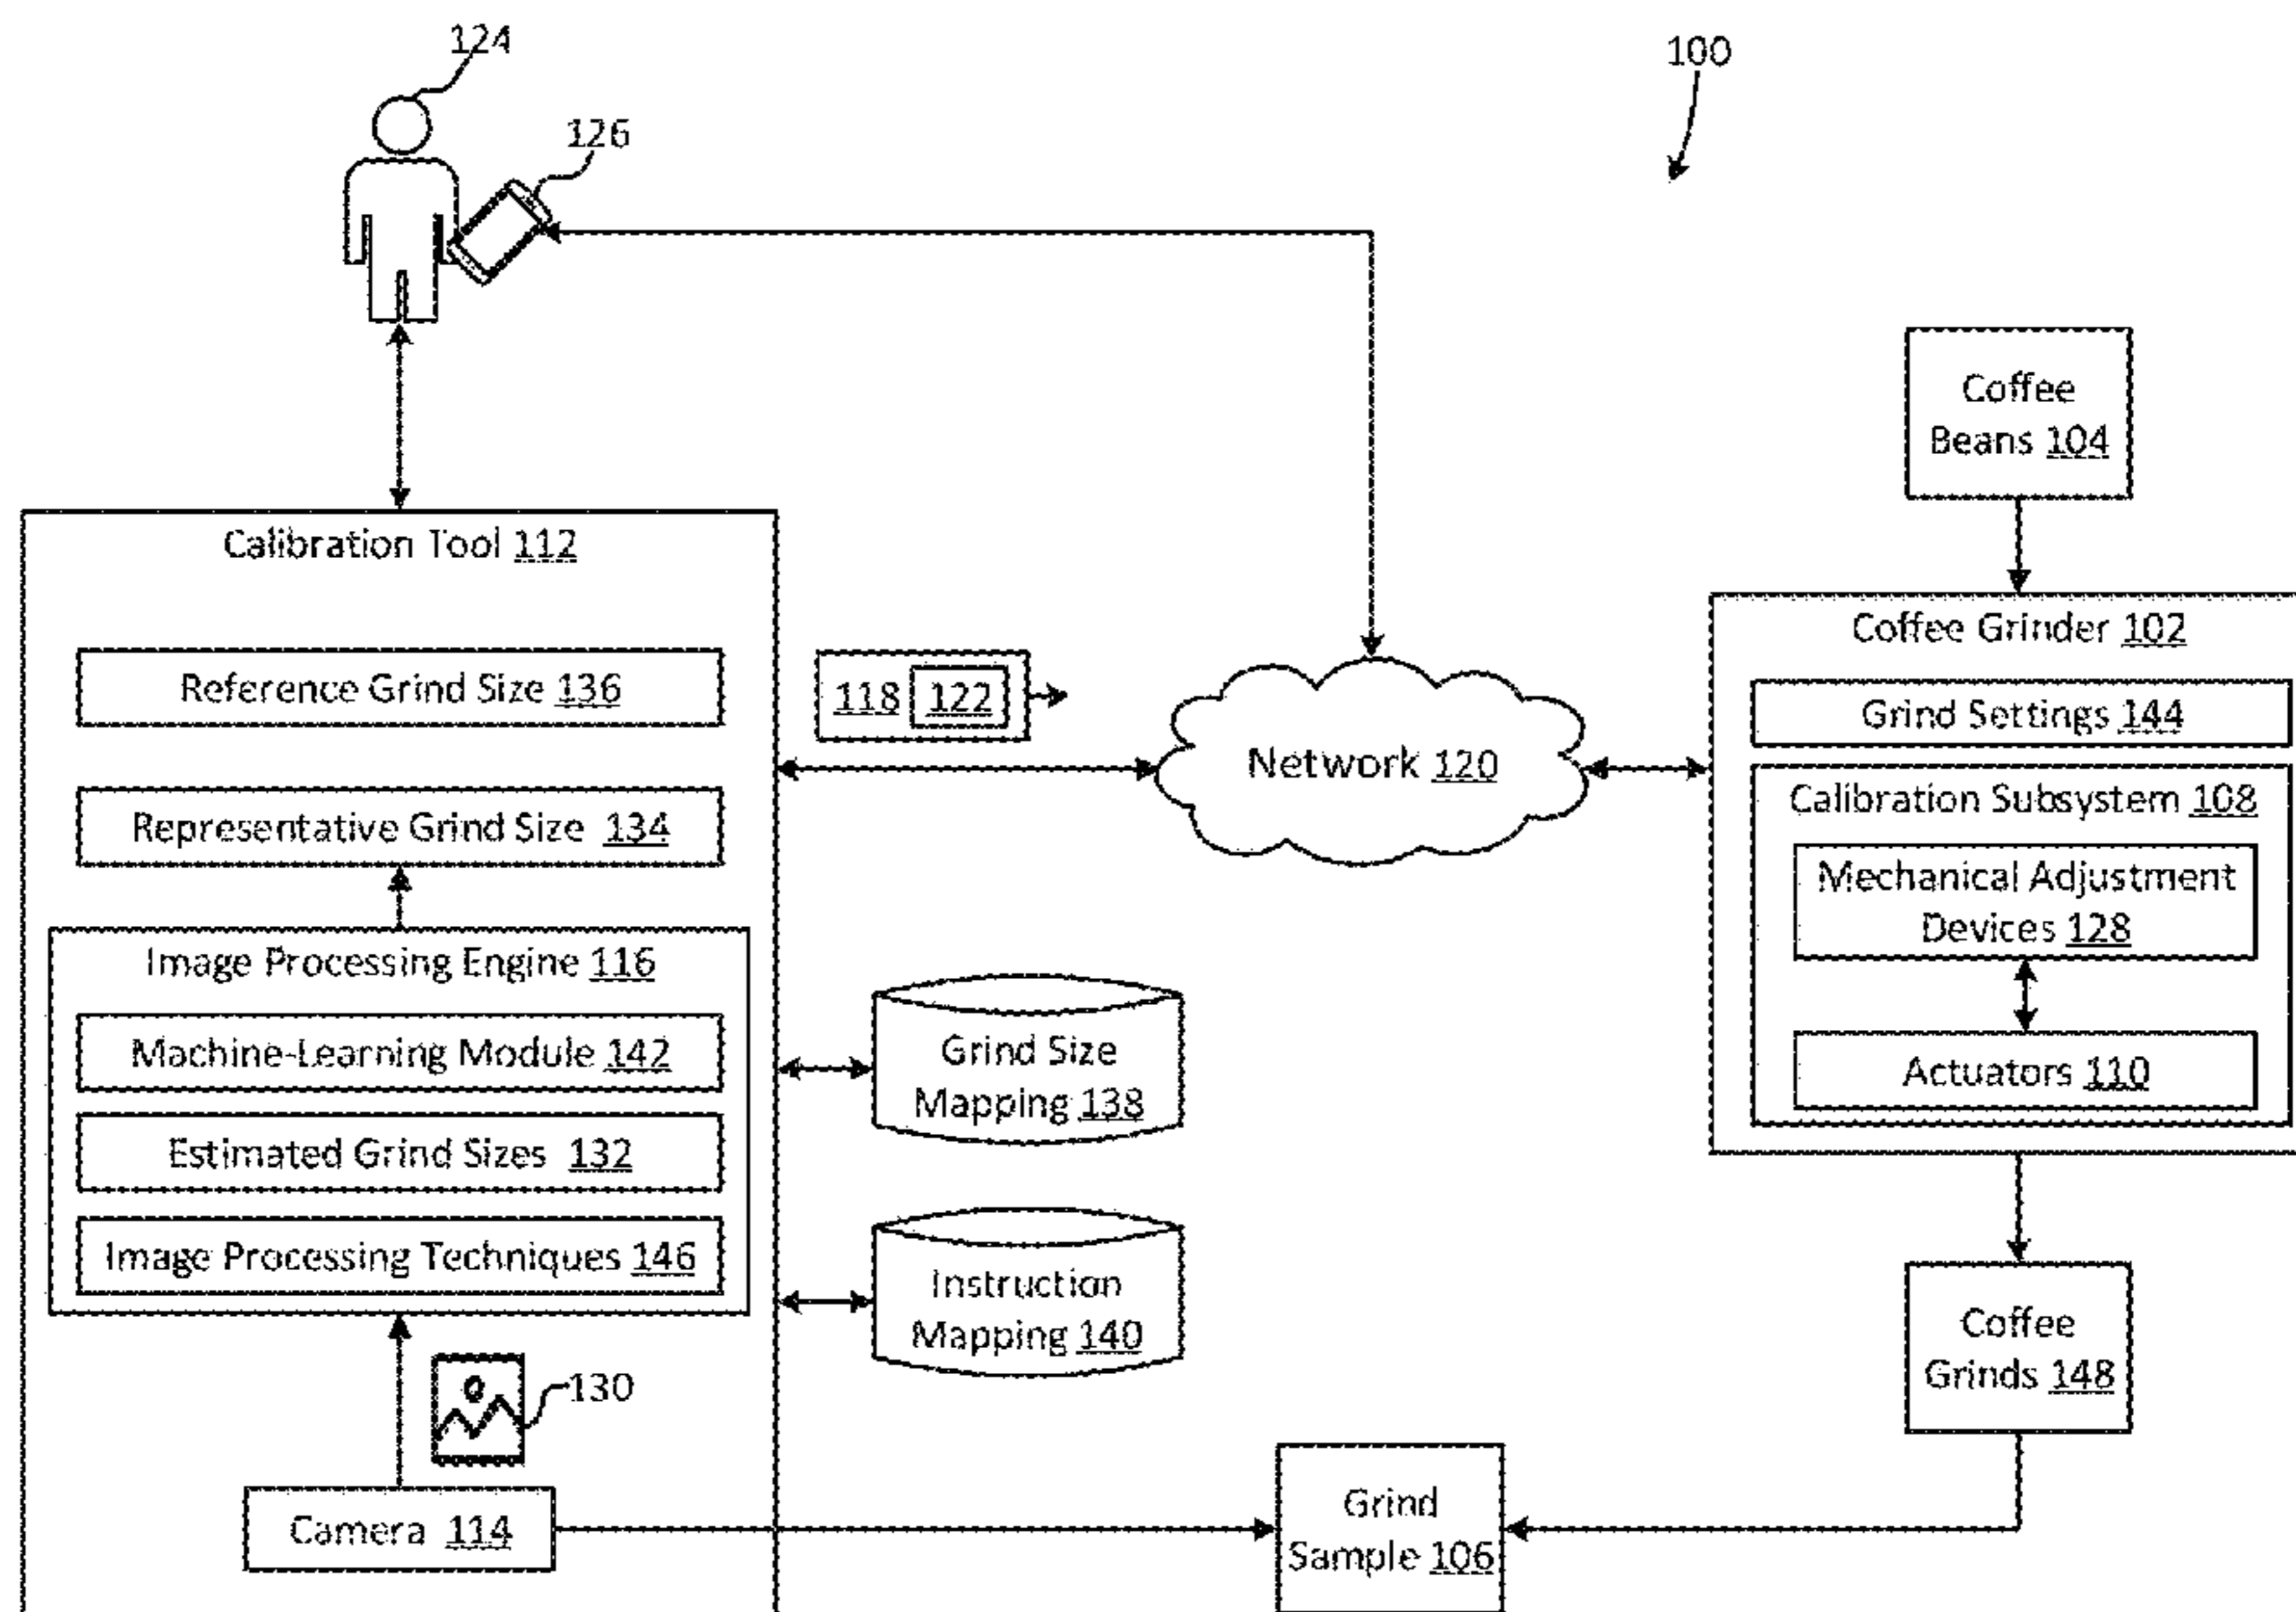 124
100
126
Coffee
Beans 104
Calibration Tool 112
Reference Grind Size 136
Representative Grind Size 134
Image Processing Engine 116
Machine-Learning Module 142
Estimated Grind Sizes 132
Image Processing Techniques 146
130
Camera 114
118 122
Network 120
Grind Size
Mapping 138
Instruction
Mapping 140
Coffee Grinder 102
Grind Settings 144
Calibration Subsystem 108
Mechanical Adjustment
Devices 128
Actuators 110
Coffee
Grinds 148
Grind
Sample 106